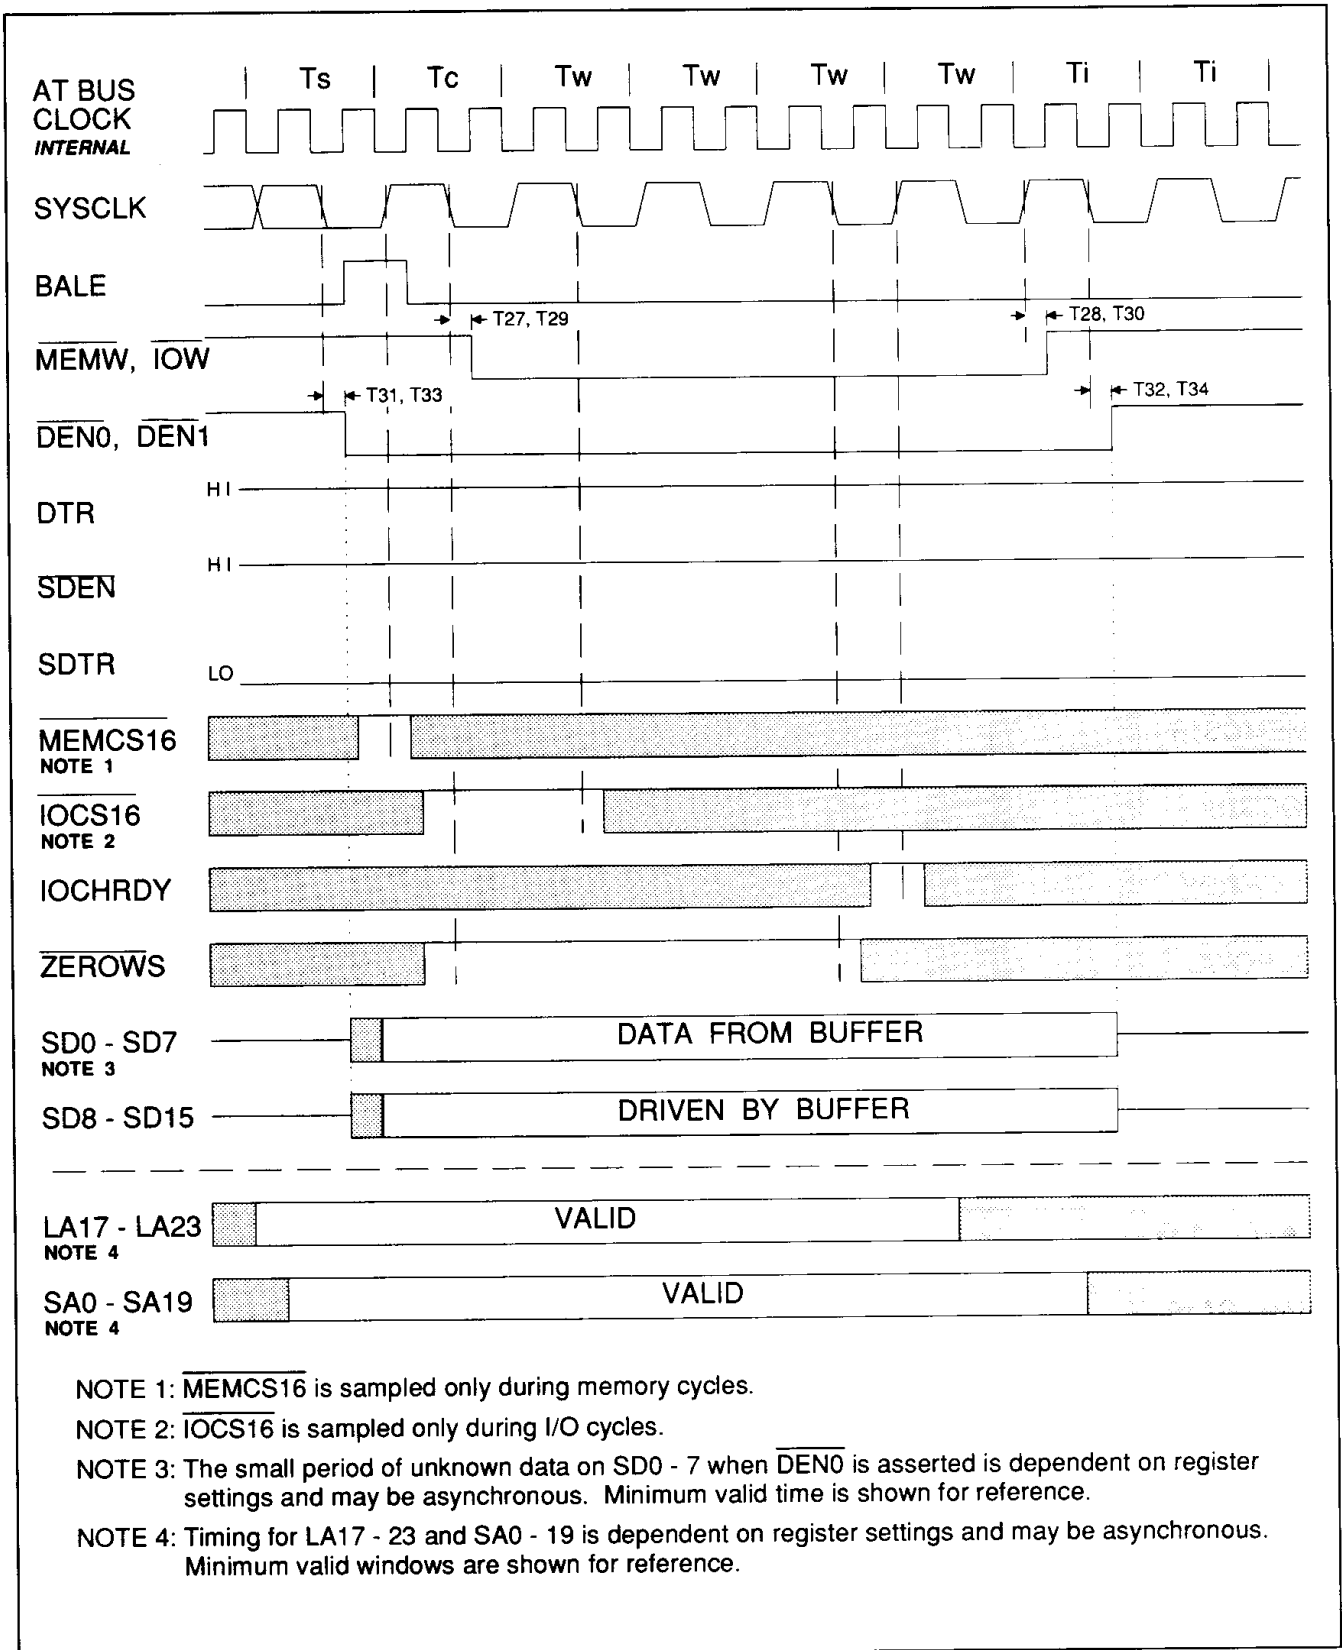 Ts Tc Tw Tw Tw Tw Ti Ti
AT BUS
CLOCK
INTERNAL
SYSCLK
BALE
T27, T29
T28, T30
MEMW, IOW
T31, T33
T32, T34
DEN0, DEN1
HI
DTR
HI
SDEN
SDTR
LO
MEMCS16
NOTE 1
IOCS16
NOTE 2
IOCHRDY
ZEROWS
SD0 - SD7
NOTE 3
DATA FROM BUFFER
SD8 - SD15
DRIVEN BY BUFFER
LA17 - LA23
NOTE 4
VALID
SA0 - SA19
NOTE 4
VALID
NOTE 1: MEMCS16 is sampled only during memory cycles.
NOTE 2: IOCS16 is sampled only during I/O cycles.
NOTE 3: The small period of unknown data on SD0 - 7 when DEN0 is asserted is dependent on register
settings and may be asynchronous. Minimum valid time is shown for reference.
NOTE 4: Timing for LA17 - 23 and SA0 - 19 is dependent on register settings and may be asynchronous.
Minimum valid windows are shown for reference.